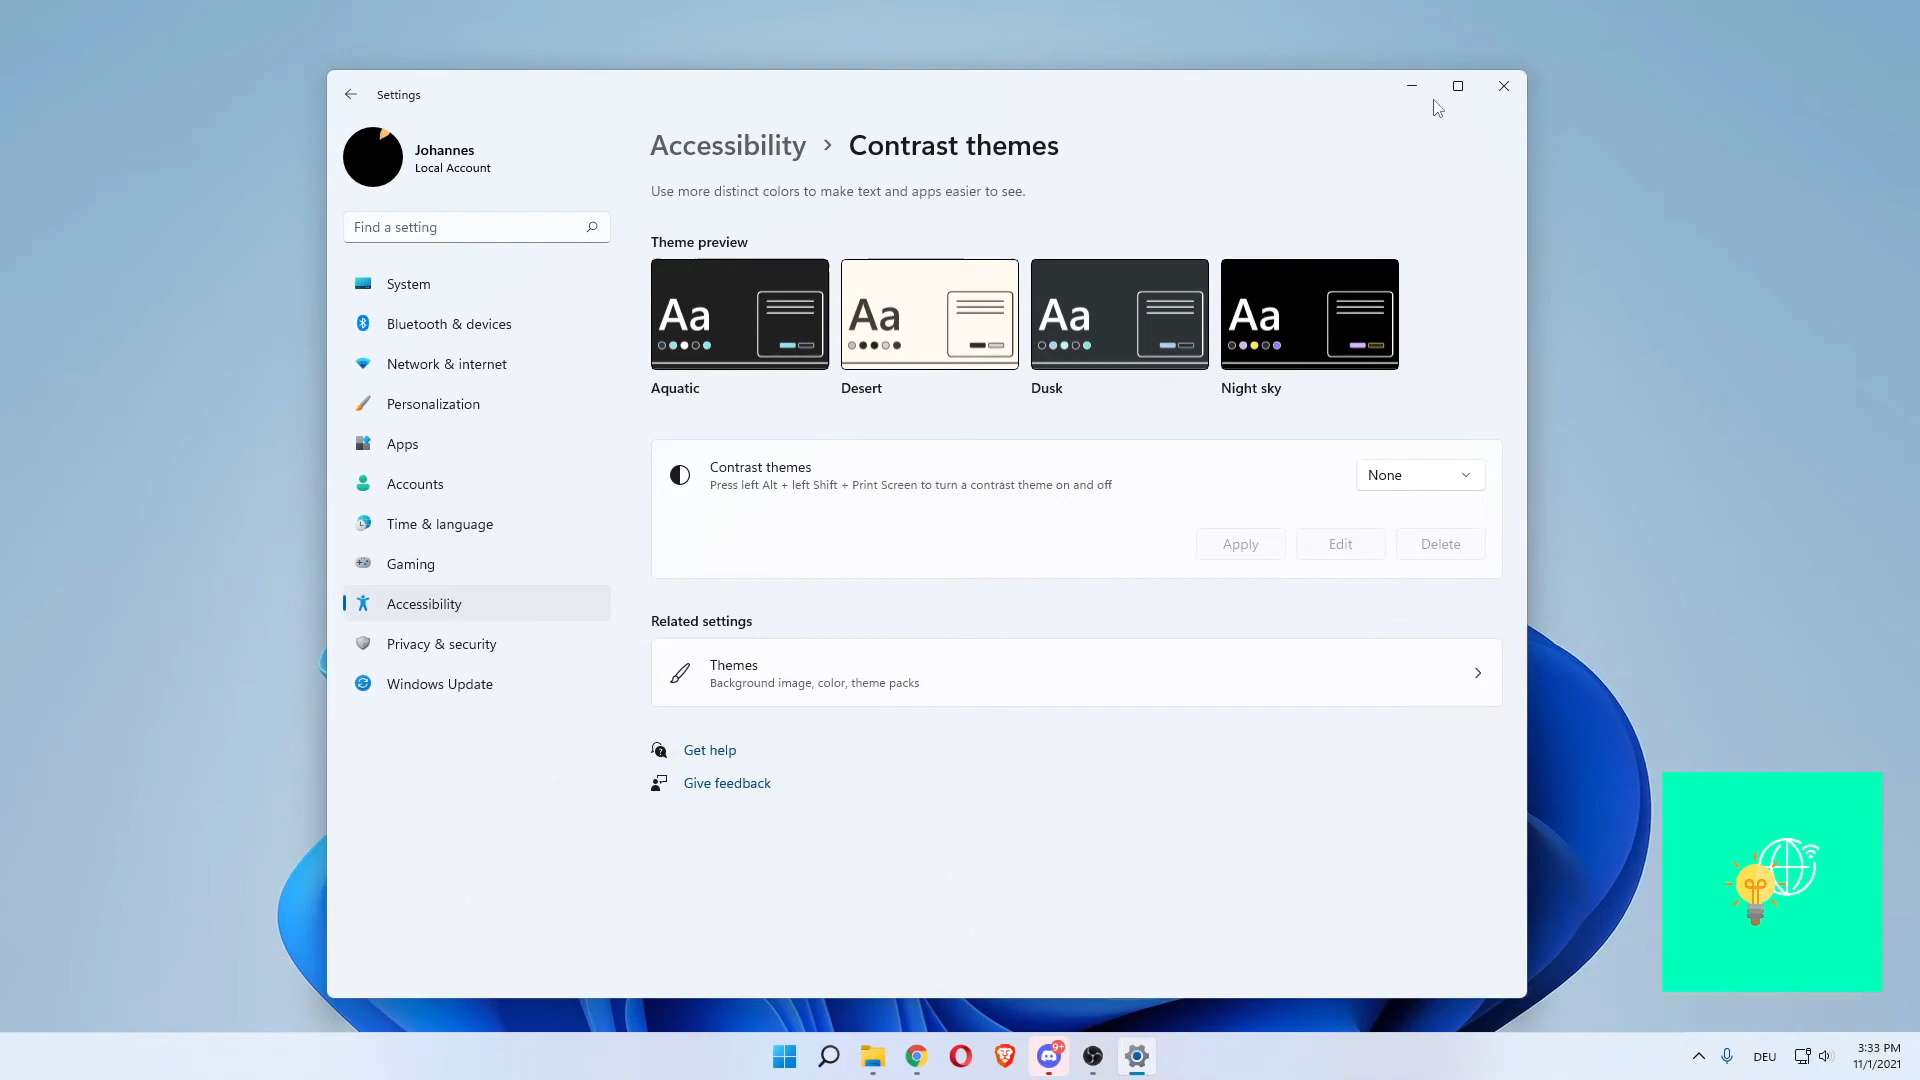 Settings
Johannes
Local Account
Find a setting
System
Bluetooth & devices
Network & internet
Personalization
Apps
Accounts
Time & language
Gaming
Accessibility
Privacy & security
Windows Update
Accessibility › Contrast themes
Use more distinct colors to make text and apps easier to see.
Theme preview
Aa Aa Aa Aa
Aquatic Desert Dusk Night sky
Contrast themes
Press left Alt + left Shift + Print Screen to turn a contrast theme on and off
None
Apply Edit Delete
Related settings
Themes
Background image, color, theme packs
Get help
Give feedback
9+
DEU
3:33 PM
11/1/2021